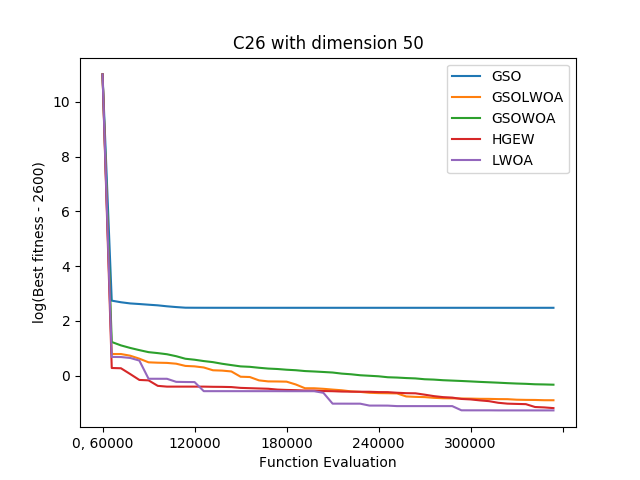 C26 with dimension 50
log(Best fitness - 2600)
10
8
6
4
2
0
GSO
GSOLWOA
GSOWOA
HGEW
LWOA
0, 60000 120000 180000 240000 300000
Function Evaluation